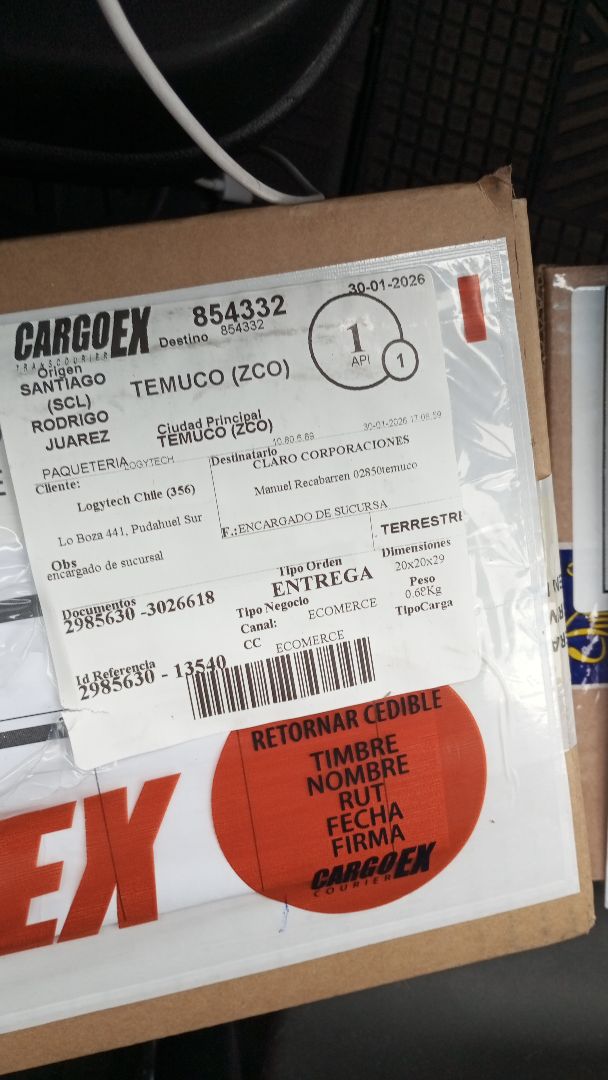 30-01-2026
CARGOEX
TRANSCOURIER
854332
Destino 854332
1
API
1
Origen
SANTIAGO
(SCL)
RODRIGO
JUAREZ
TEMUCO (ZCO)
Ciudad Principal
TEMUCO (ZCO)
10.80.6.69
30-01-2026 17:06:59
PAQUETERIA LOGYTECH
Cliente:
Logytech Chile (356)
Lo Boza 441, Pudahuel Sur
Destinatario
CLARO CORPORACIONES
Manuel Recabarren 02850temuco
F.:ENCARGADO DE SUCURSA
TERRESTRE
Obs
encargado de sucursal
Tipo Orden
ENTREGA
Dimensiones
20x20x29
Peso
0.68Kg
TipoCarga
Documentos
2985630 -3026618
Tipo Negocio
Canal: ECOMERCE
CC ECOMERCE
Id Referencia
2985630 - 13540
RETORNAR CEDIBLE
TIMBRE
NOMBRE
RUT
FECHA
FIRMA
CARGOEX
COURIER
EX